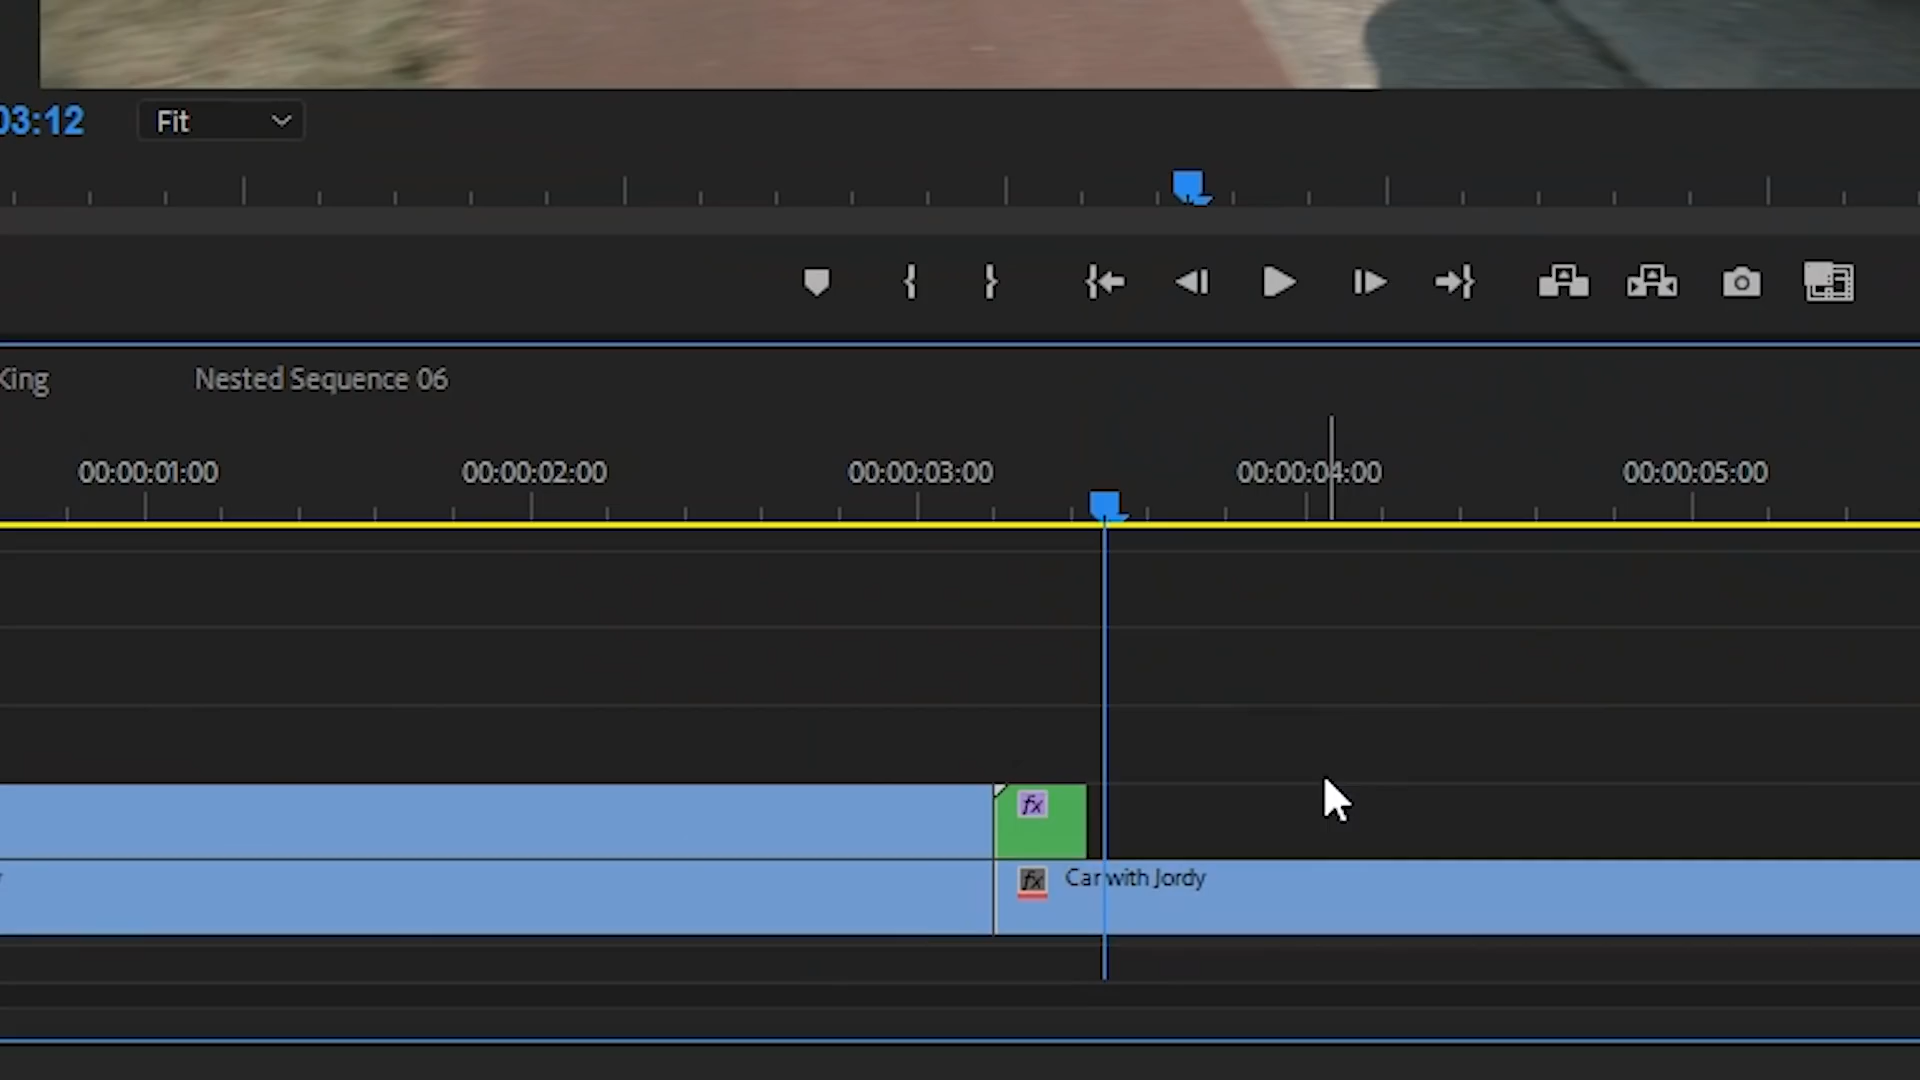 03:12
Fit
King
Nested Sequence 06
00:00:01:00
00:00:02:00
00:00:03:00
00:00:04:00
00:00:05:00
fx
fx
Car with Jordy